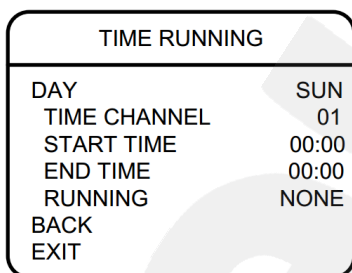 TIME RUNNING
DAY SUN
TIME CHANNEL 01
START TIME 00:00
END TIME 00:00
RUNNING NONE
BACK
EXIT